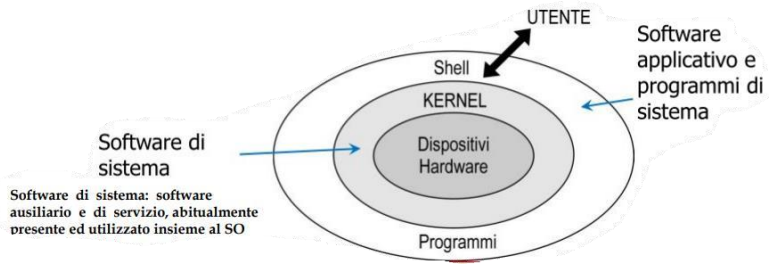 UTENTE
Software
applicativo e
programmi di
sistema
Shell
KERNEL
Dispositivi
Hardware
Software di
sistema
Software di sistema: software
ausiliario e di servizio, abitualmente
presente ed utilizzato insieme al SO
Programmi